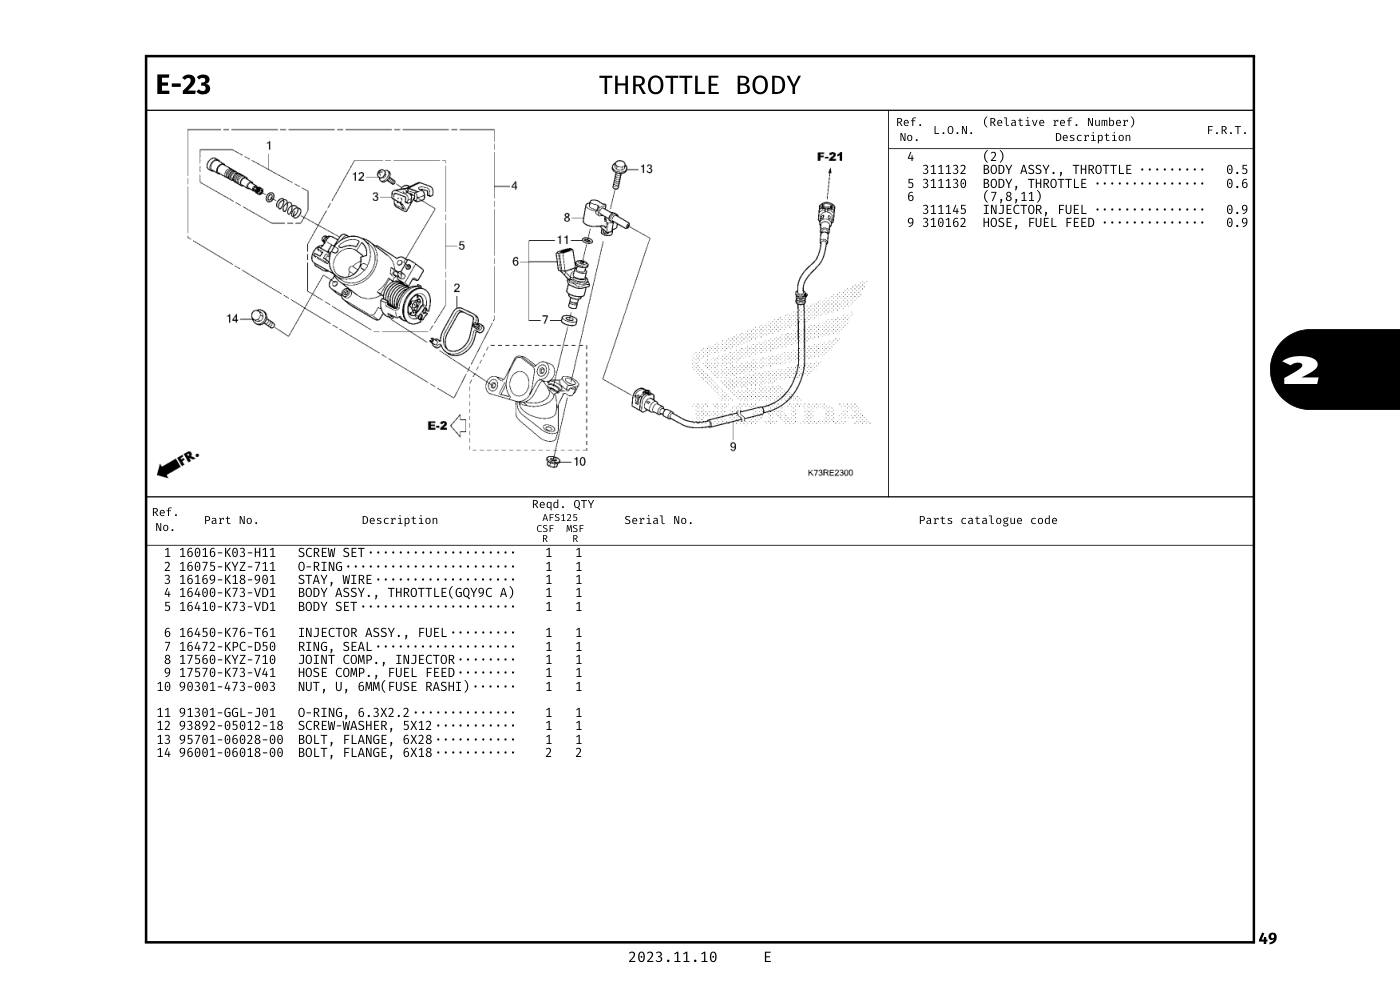 E-23
THROTTLE BODY
1
12
3
4
5
2
14
13
8
11
6
7
10
9
F-21
E-2
FR.
HONDA
K73RE2300
Ref. No. L.O.N. (Relative ref. Number) Description F.R.T.
4 (2)
311132 BODY ASSY., THROTTLE ········· 0.5
5 311130 BODY, THROTTLE ··············· 0.6
6 (7,8,11)
311145 INJECTOR, FUEL ··············· 0.9
9 310162 HOSE, FUEL FEED ·············· 0.9
2
Ref. No. Part No. Description Reqd. QTY Serial No. Parts catalogue code
AFS125
CSF MSF
R R
1 16016-K03-H11 SCREW SET···················· 1 1
2 16075-KYZ-711 O-RING······················· 1 1
3 16169-K18-901 STAY, WIRE··················· 1 1
4 16400-K73-VD1 BODY ASSY., THROTTLE(GQY9C A) 1 1
5 16410-K73-VD1 BODY SET····················· 1 1
6 16450-K76-T61 INJECTOR ASSY., FUEL········· 1 1
7 16472-KPC-D50 RING, SEAL··················· 1 1
8 17560-KYZ-710 JOINT COMP., INJECTOR········ 1 1
9 17570-K73-V41 HOSE COMP., FUEL FEED········ 1 1
10 90301-473-003 NUT, U, 6MM(FUSE RASHI)······ 1 1
11 91301-GGL-J01 O-RING, 6.3X2.2·············· 1 1
12 93892-05012-18 SCREW-WASHER, 5X12··········· 1 1
13 95701-06028-00 BOLT, FLANGE, 6X28··········· 1 1
14 96001-06018-00 BOLT, FLANGE, 6X18··········· 2 2
49
2023.11.10 E